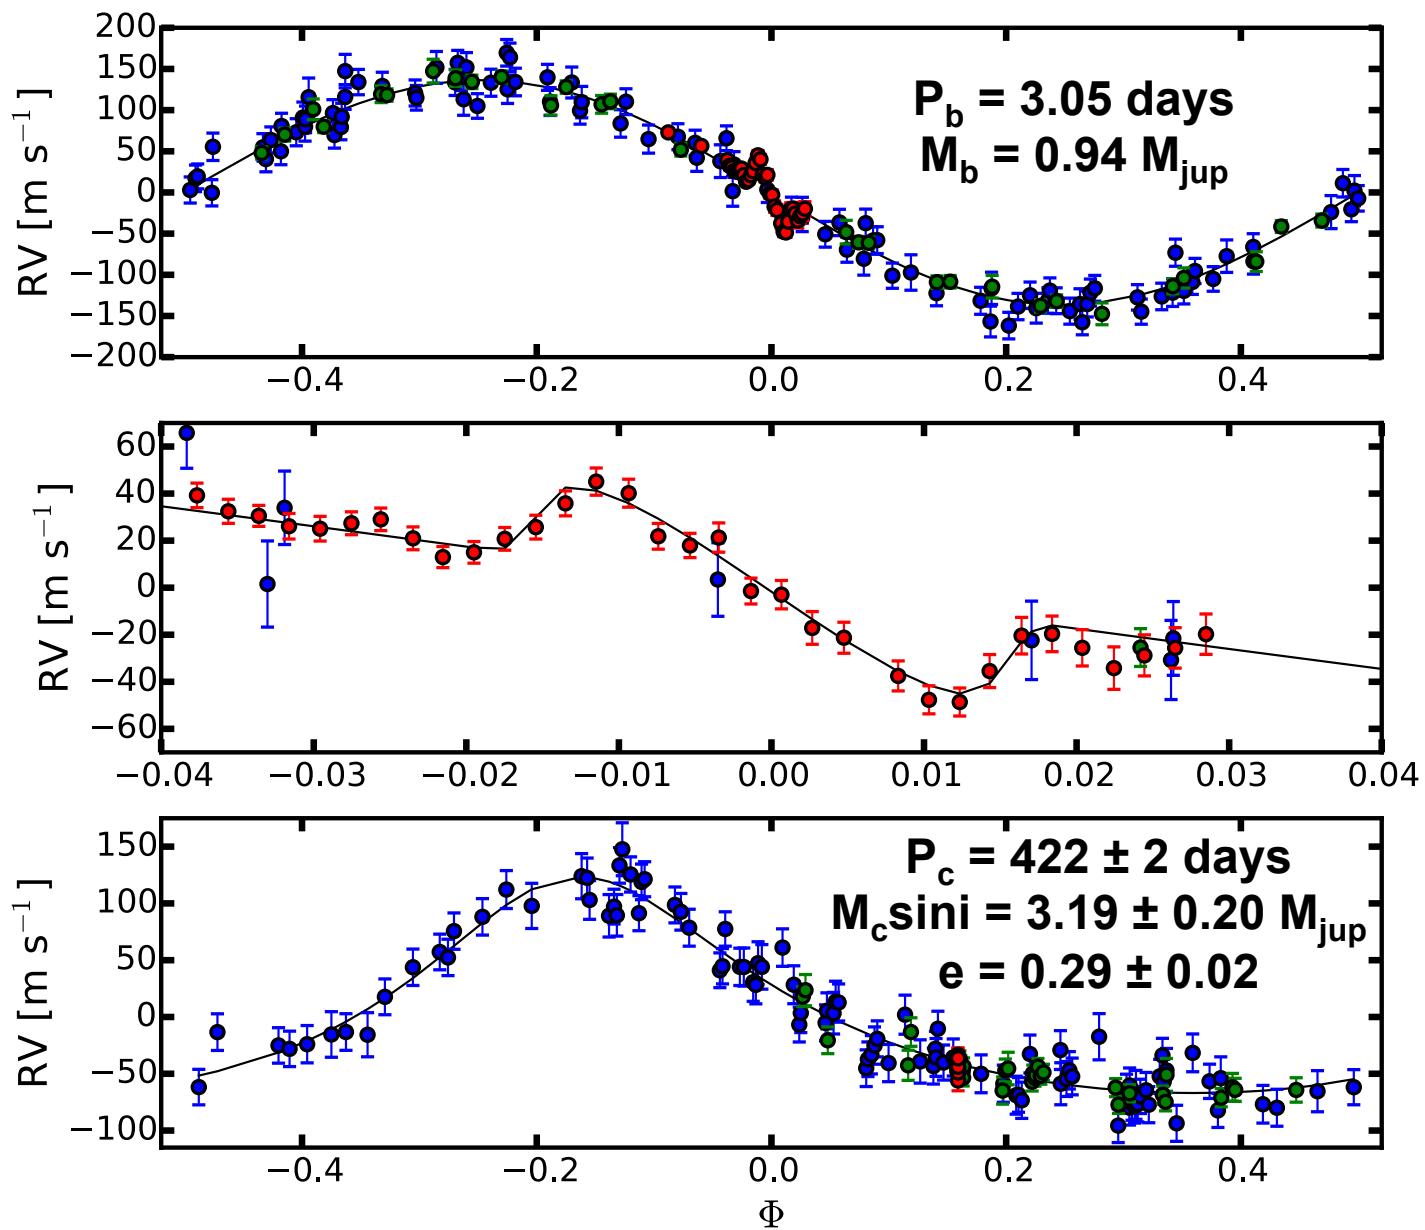 200
150
100
50
0
−50
−100
−150
−200
RV [m s⁻¹]
P_b = 3.05 days
M_b = 0.94 M_jup
−0.4 −0.2 0.0 0.2 0.4
60
40
20
0
−20
−40
−60
RV [m s⁻¹]
−0.04 −0.03 −0.02 −0.01 0.00 0.01 0.02 0.03 0.04
150
100
50
0
−50
−100
RV [m s⁻¹]
P_c = 422 ± 2 days
M_c sini = 3.19 ± 0.20 M_jup
e = 0.29 ± 0.02
−0.4 −0.2 0.0 0.2 0.4
Φ